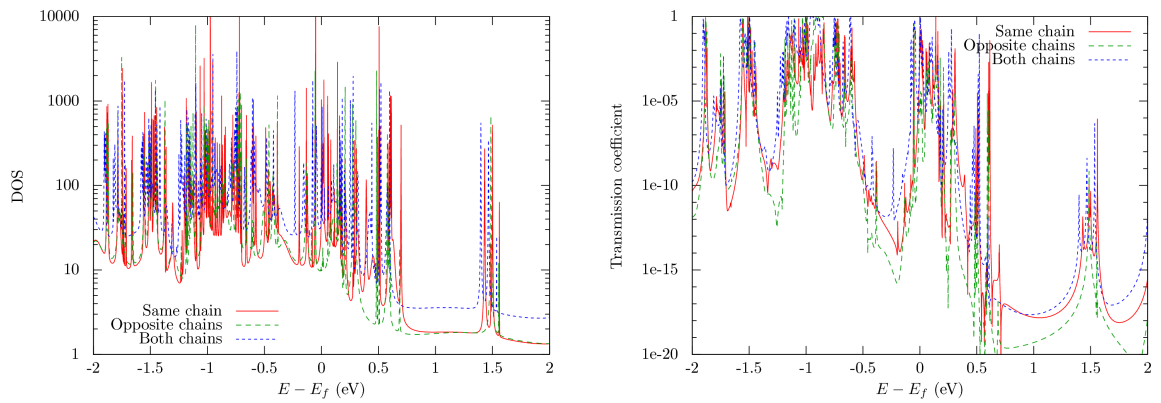 10000
1000
100
10
1
DOS
Same chain
Opposite chains
Both chains
-2 -1.5 -1 -0.5 0 0.5 1 1.5 2
E − E_f (eV)
1
1e-05
1e-10
1e-15
1e-20
Transmission coefficient
Same chain
Opposite chains
Both chains
-2 -1.5 -1 -0.5 0 0.5 1 1.5 2
E − E_f (eV)